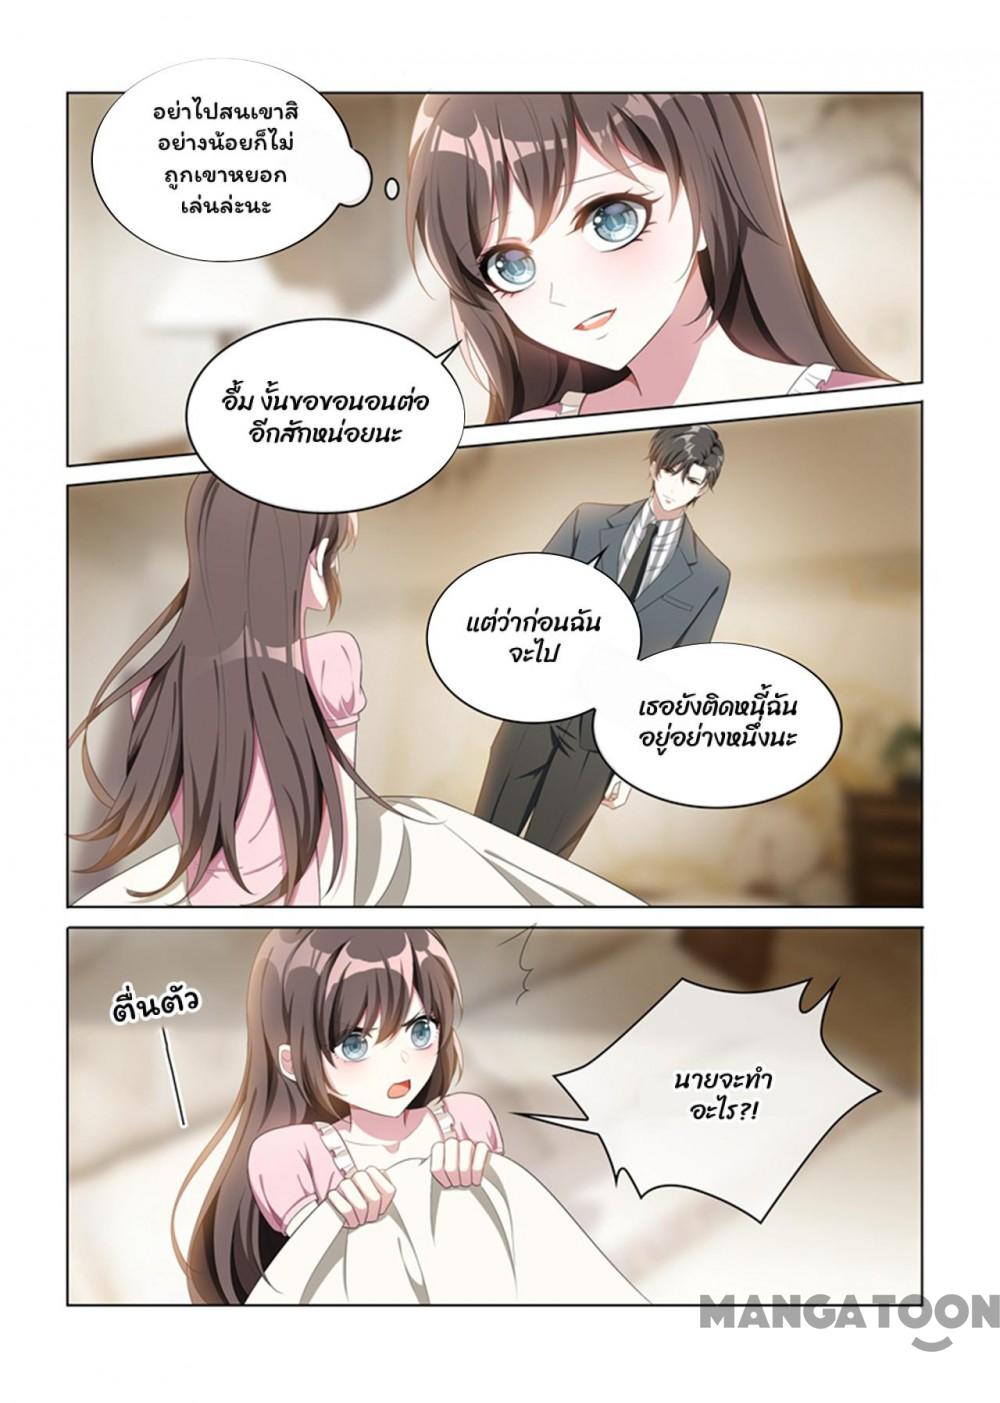 อย่าไปสนเขาสิ
อย่างน้อยก็ไม่
ถูกเขาหยอก
เล่นล่ะนะ
อื้ม งั้นขอขอนอนต่อ
อีกสักหน่อยนะ
แต่ว่าก่อนฉัน
จะไป
เธอยังติดหนี้ฉัน
อยู่อย่างหนึ่งนะ
ตื่นตัว
นายจะทำ
อะไร?!
MANGATOON